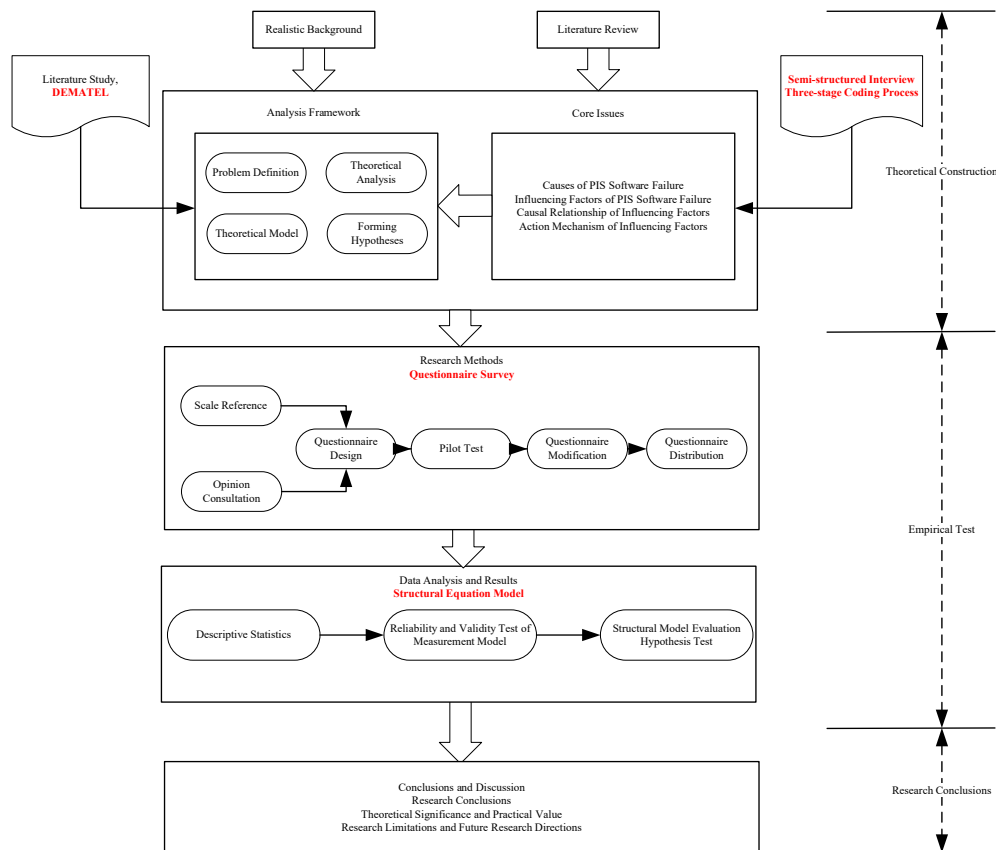 Realistic Background
Literature Review
Literature Study,
DEMATEL
Semi-structured Interview
Three-stage Coding Process
Analysis Framework
Core Issues
Problem Definition
Theoretical
Analysis
Theoretical Model
Forming
Hypotheses
Causes of PIS Software Failure
Influencing Factors of PIS Software Failure
Causal Relationship of Influencing Factors
Action Mechanism of Influencing Factors
Theoretical Construction
Research Methods
Questionnaire Survey
Scale Reference
Opinion
Consultation
Questionnaire
Design
Pilot Test
Questionnaire
Modification
Questionnaire
Distribution
Empirical Test
Data Analysis and Results
Structural Equation Model
Descriptive Statistics
Reliability and Validity Test of
Measurement Model
Structural Model Evaluation
Hypothesis Test
Conclusions and Discussion
Research Conclusions
Theoretical Significance and Practical Value
Research Limitations and Future Research Directions
Research Conclusions